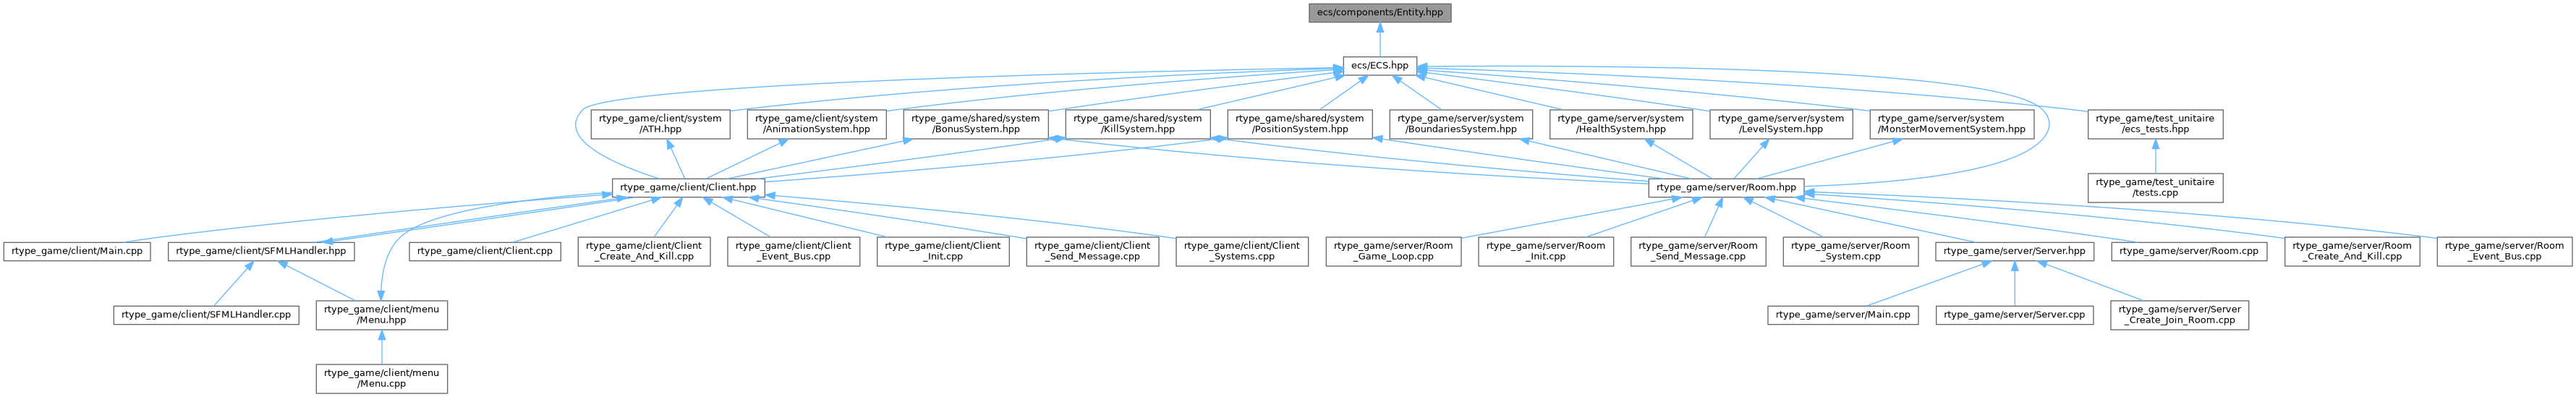 ecs/components/Entity.hpp
ecs/ECS.hpp
rtype_game/client/system
/ATH.hpp
rtype_game/client/system
/AnimationSystem.hpp
rtype_game/shared/system
/BonusSystem.hpp
rtype_game/shared/system
/KillSystem.hpp
rtype_game/shared/system
/PositionSystem.hpp
rtype_game/server/system
/BoundariesSystem.hpp
rtype_game/server/system
/HealthSystem.hpp
rtype_game/server/system
/LevelSystem.hpp
rtype_game/server/system
/MonsterMovementSystem.hpp
rtype_game/test_unitaire
/ecs_tests.hpp
rtype_game/client/Client.hpp
rtype_game/server/Room.hpp
rtype_game/test_unitaire
/tests.cpp
rtype_game/client/Main.cpp
rtype_game/client/SFMLHandler.hpp
rtype_game/client/Client.cpp
rtype_game/client/Client
_Create_And_Kill.cpp
rtype_game/client/Client
_Event_Bus.cpp
rtype_game/client/Client
_Init.cpp
rtype_game/client/Client
_Send_Message.cpp
rtype_game/client/Client
_Systems.cpp
rtype_game/server/Room
_Game_Loop.cpp
rtype_game/server/Room
_Init.cpp
rtype_game/server/Room
_Send_Message.cpp
rtype_game/server/Room
_System.cpp
rtype_game/server/Server.hpp
rtype_game/server/Room.cpp
rtype_game/server/Room
_Create_And_Kill.cpp
rtype_game/server/Room
_Event_Bus.cpp
rtype_game/client/SFMLHandler.cpp
rtype_game/client/menu
/Menu.hpp
rtype_game/server/Main.cpp
rtype_game/server/Server.cpp
rtype_game/server/Server
_Create_Join_Room.cpp
rtype_game/client/menu
/Menu.cpp